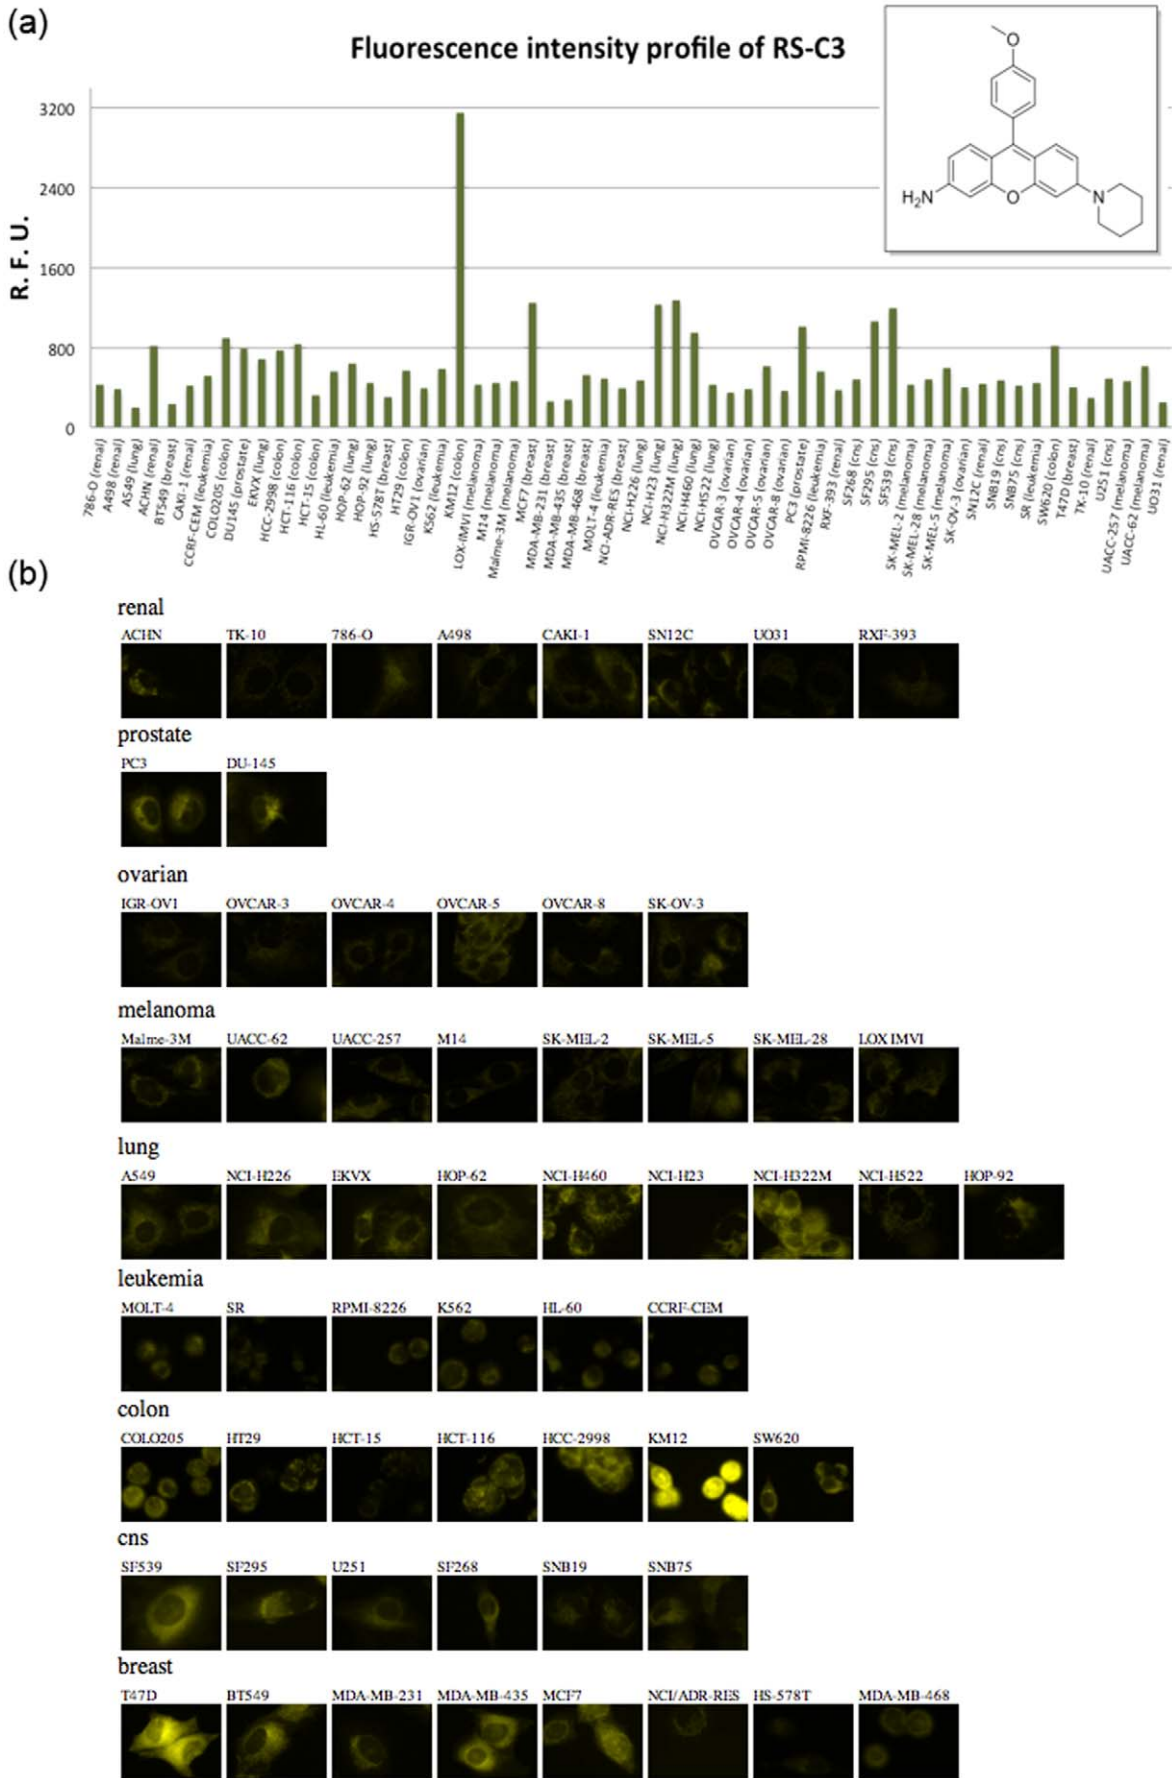 (a)
Fluorescence intensity profile of RS-C3
O
H₂N
O
N
R. F. U.
3200
2400
1600
800
0
786-O (renal)
A498 (renal)
A549 (lung)
ACHN (renal)
BT549 (breast)
CAKI-1 (renal)
CCRF-CEM (leukemia)
COLO205 (colon)
DU145 (prostate)
EKVX (lung)
HCC-2998 (colon)
HCT-116 (colon)
HCT-15 (colon)
HL-60 (leukemia)
HOP-62 (lung)
HOP-92 (lung)
HS-578T (breast)
HT29 (colon)
IGR-OV1 (ovarian)
K562 (leukemia)
KM12 (colon)
LOX-IMVI (melanoma)
M14 (melanoma)
Malme-3M (melanoma)
MCF7 (breast)
MDA-MB-231 (breast)
MDA-MB-435 (breast)
MDA-MB-468 (breast)
MOLT-4 (leukemia)
NCI-ADR-RES (breast)
NCI-H226 (lung)
NCI-H23 (lung)
NCI-H322M (lung)
NCI-H460 (lung)
NCI-H522 (lung)
OVCAR-3 (ovarian)
OVCAR-4 (ovarian)
OVCAR-5 (ovarian)
OVCAR-8 (ovarian)
PC3 (prostate)
RPMI-8226 (leukemia)
RXF-393 (renal)
SF268 (cns)
SF295 (cns)
SF539 (cns)
SK-MEL-2 (melanoma)
SK-MEL-28 (melanoma)
SK-MEL-5 (melanoma)
SK-OV-3 (ovarian)
SN12C (renal)
SNB19 (cns)
SNB75 (cns)
SR (leukemia)
SW620 (colon)
T47D (breast)
TK-10 (renal)
U251 (cns)
UACC-257 (melanoma)
UACC-62 (melanoma)
UO31 (renal)
(b)
renal
ACHN TK-10 786-O A498 CAKI-1 SN12C UO31 RXF-393
prostate
PC3 DU-145
ovarian
IGR-OV1 OVCAR-3 OVCAR-4 OVCAR-5 OVCAR-8 SK-OV-3
melanoma
Malme-3M UACC-62 UACC-257 M14 SK-MEL-2 SK-MEL-5 SK-MEL-28 LOX IMVI
lung
A549 NCI-H226 EKVX HOP-62 NCI-H460 NCI-H23 NCI-H322M NCI-H522 HOP-92
leukemia
MOLT-4 SR RPMI-8226 K562 HL-60 CCRF-CEM
colon
COLO205 HT29 HCT-15 HCT-116 HCC-2998 KM12 SW620
cns
SF539 SF295 U251 SF268 SNB19 SNB75
breast
T47D BT549 MDA-MB-231 MDA-MB-435 MCF7 NCI/ADR-RES HS-578T MDA-MB-468